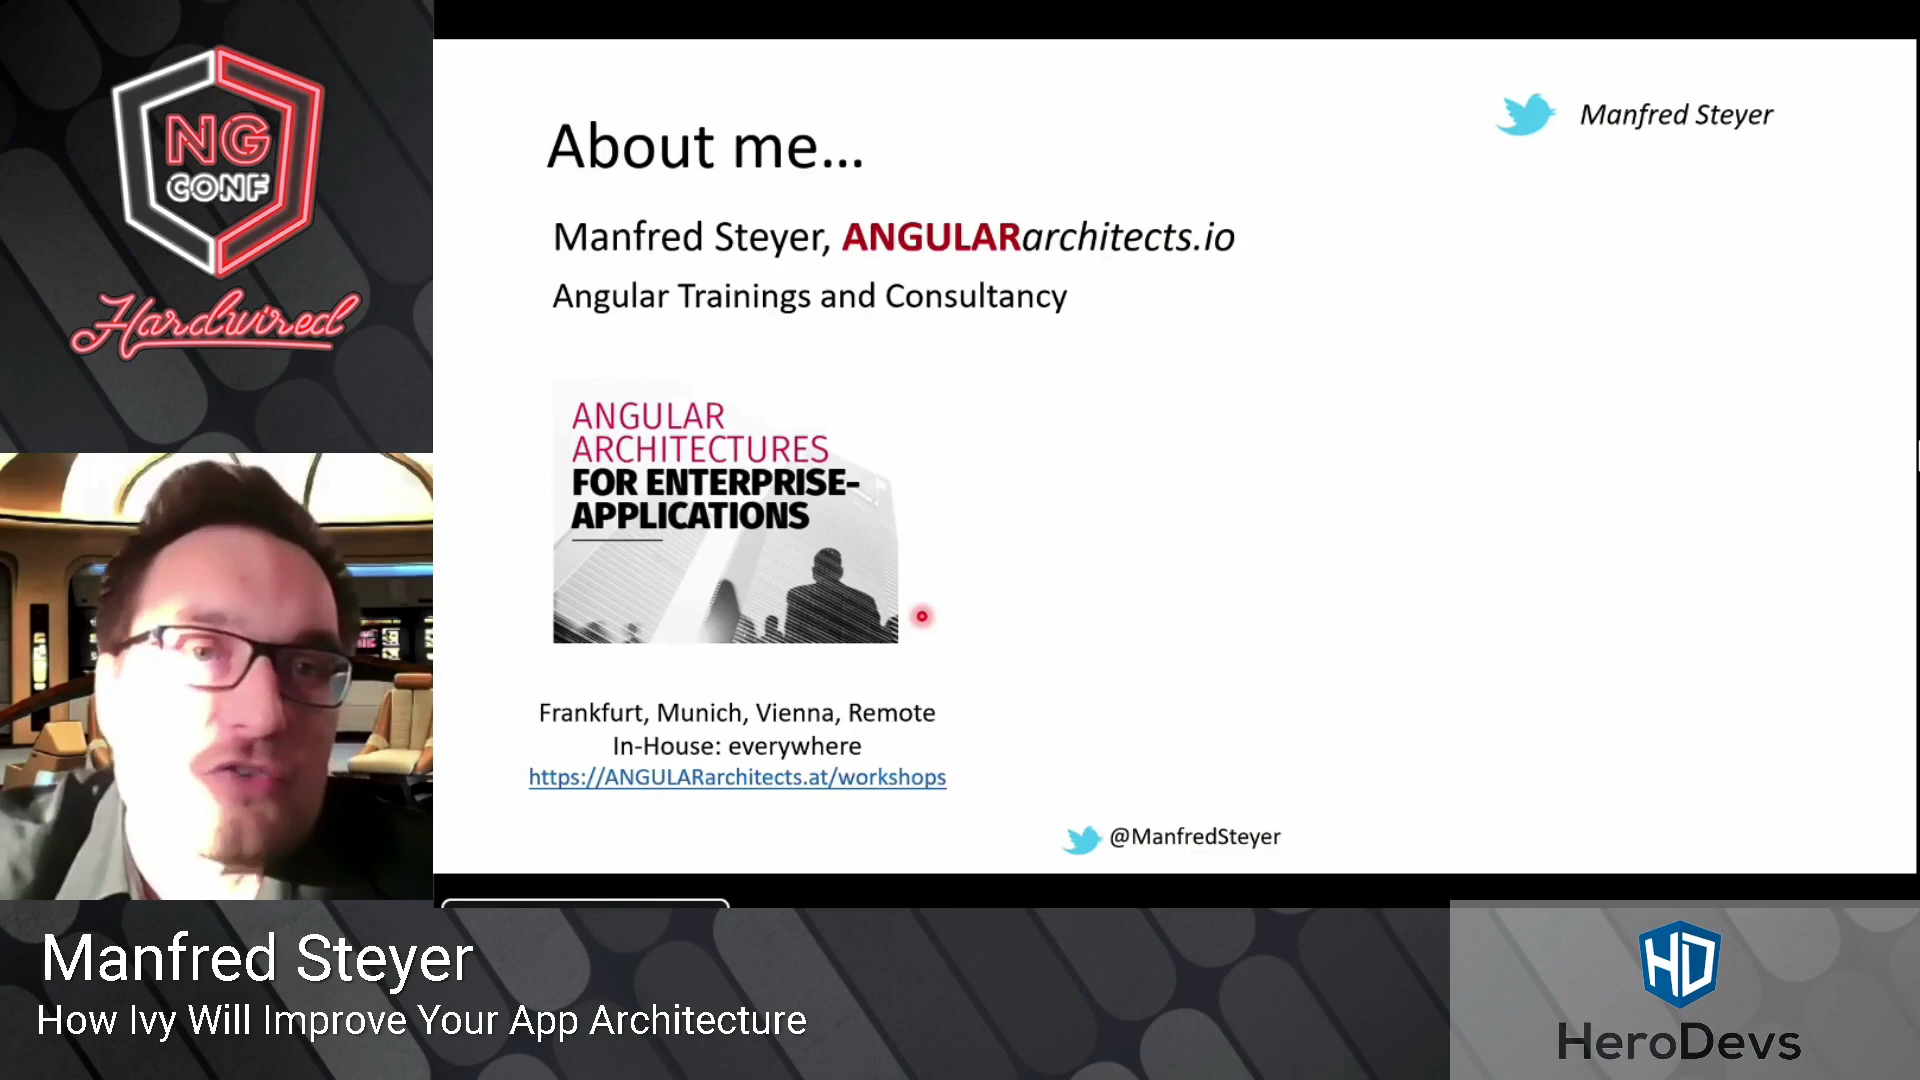 NG
CONF
Hardwired
About me...
Manfred Steyer
Manfred Steyer, ANGULARarchitects.io
Angular Trainings and Consultancy
ANGULAR
ARCHITECTURES
FOR ENTERPRISE-
APPLICATIONS
Frankfurt, Munich, Vienna, Remote
In-House: everywhere
https://ANGULARarchitects.at/workshops
@ManfredSteyer
Manfred Steyer
How Ivy Will Improve Your App Architecture
HD
HeroDevs